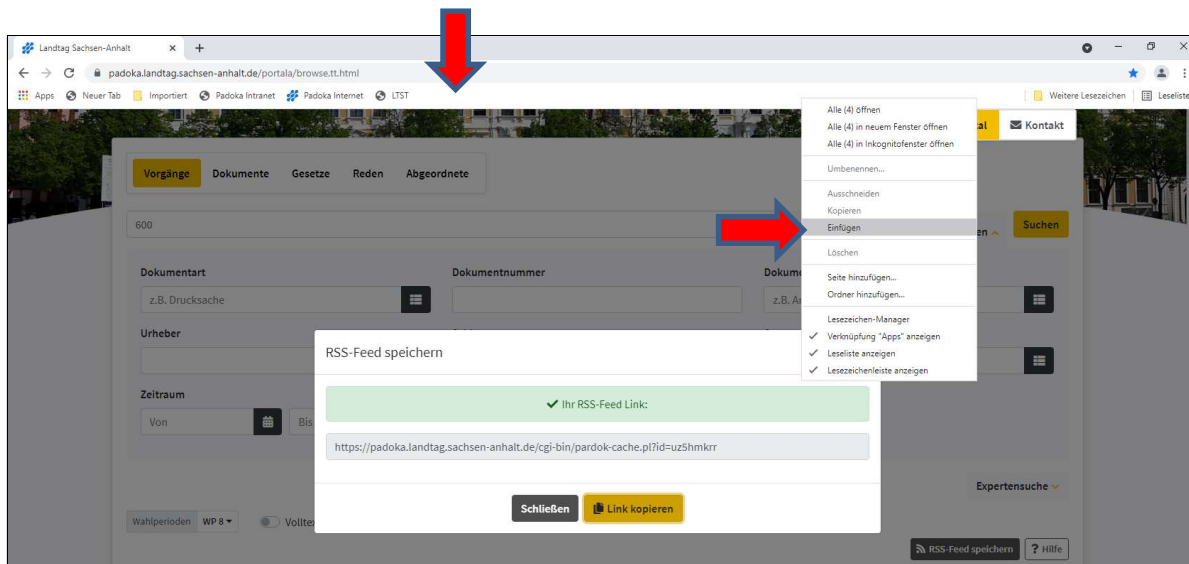 Landtag Sachsen-Anhalt
padoka.landtag.sachsen-anhalt.de/portala/browse.tt.html
Apps Neuer Tab Importiert Padoka Intranet Padoka Internet LTST Weitere Lesezeichen Leseliste
Kontakt
Vorgänge Dokumente Gesetze Reden Abgeordnete
600
Suchen
Dokumentart Dokumentnummer
z.B. Drucksache
Urheber
Zeitraum
Von Bis
Alle (4) öffnen
Alle (4) in neuem Fenster öffnen
Alle (4) in Inkognitofenster öffnen
Umbenennen...
Ausschneiden
Kopieren
Einfügen
Löschen
Seite hinzufügen...
Ordner hinzufügen...
Lesezeichen-Manager
Verknüpfung "Apps" anzeigen
Leseliste anzeigen
Lesezeichenleiste anzeigen
RSS-Feed speichern
Ihr RSS-Feed Link:
https://padoka.landtag.sachsen-anhalt.de/cgi-bin/pardok-cache.pl?id=uz5hmkrr
Schließen Link kopieren
Expertensuche
Wahlperioden WP 8
RSS-Feed speichern ? Hilfe